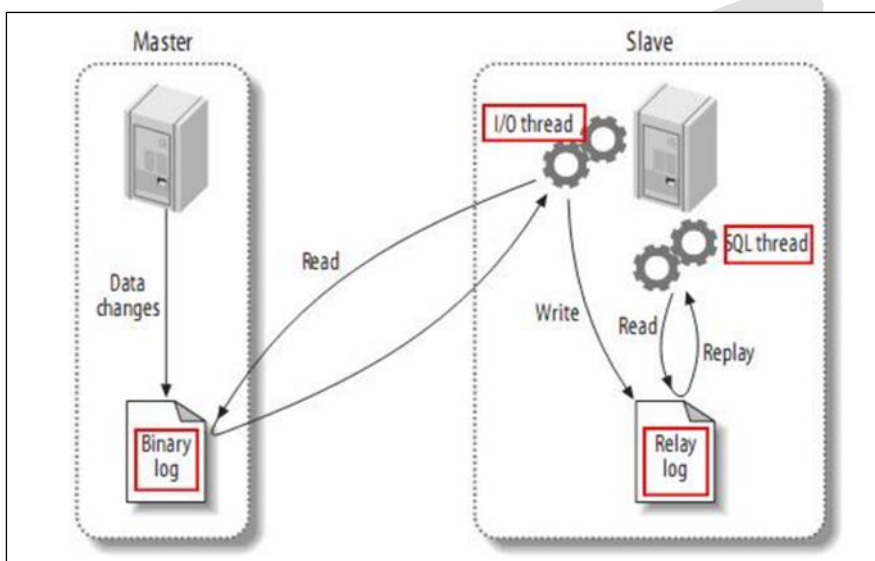 Master
Slave
I/O thread
SQL thread
Read
Data
changes
Write
Read
Replay
Binary
log
Relay
log